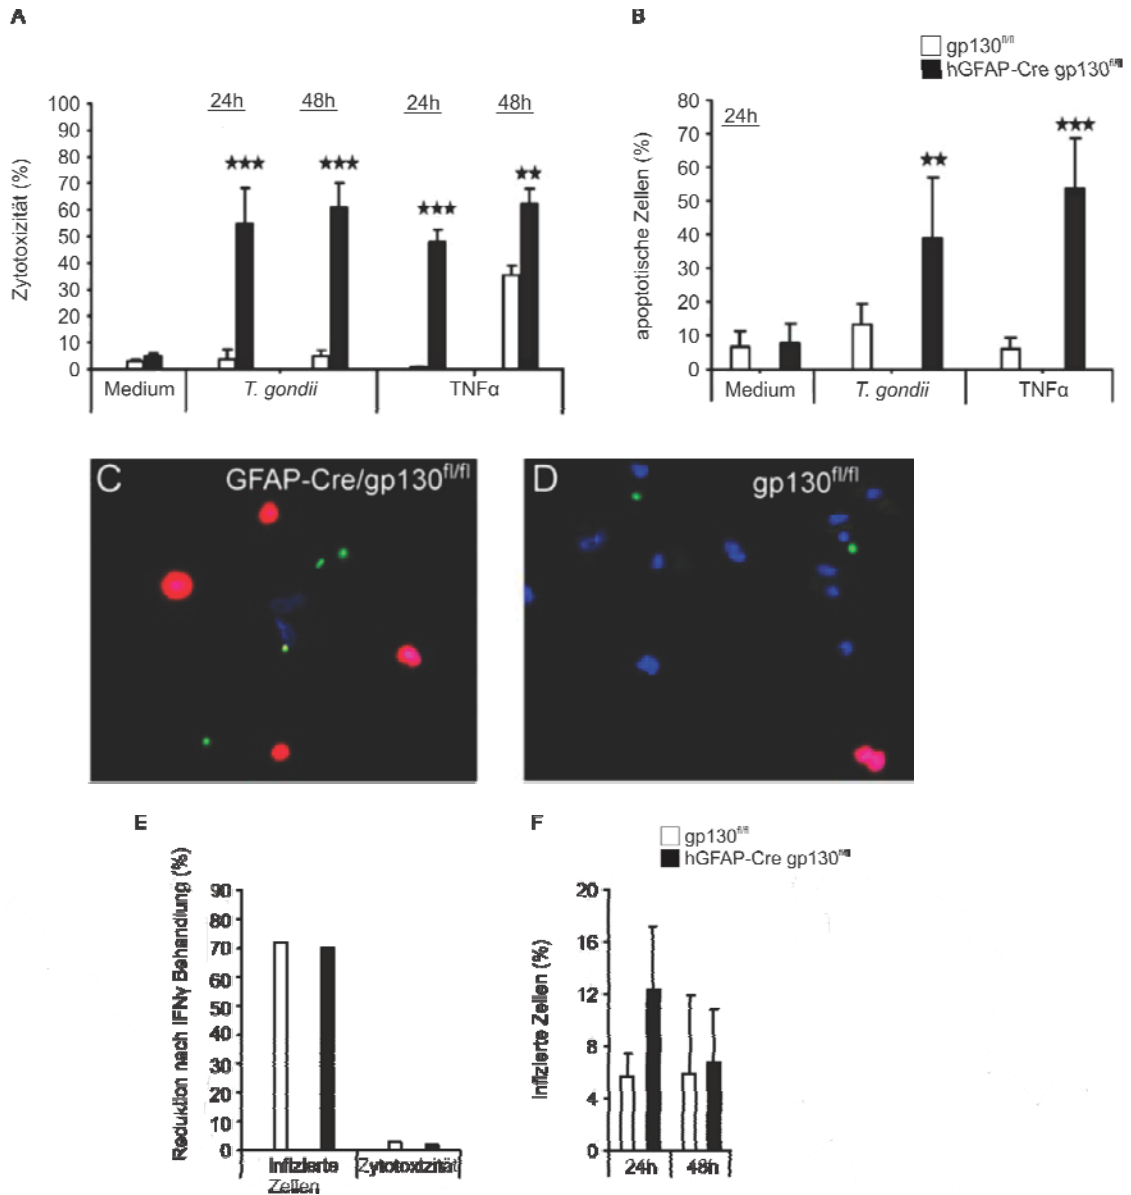 A
B
gp130fl/fl
hGFAP-Cre gp130fl/fl
24h 48h 24h 48h
24h
★★★ ★★★ ★★★ ★★
★★ ★★★
Zytotoxizität (%)
100
90
80
70
60
50
40
30
20
10
0
Medium T. gondii TNFα
apoptotische Zellen (%)
80
70
60
50
40
30
20
10
0
Medium T. gondii TNFα
C GFAP-Cre/gp130fl/fl
D gp130fl/fl
E
Reduktion nach IFNγ Behandlung (%)
90
80
70
60
50
40
30
20
10
0
Infizierte Zytotoxizität
Zellen
F
gp130fl/fl
hGFAP-Cre gp130fl/fl
Infizierte Zellen (%)
20
16
12
8
4
0
24h 48h